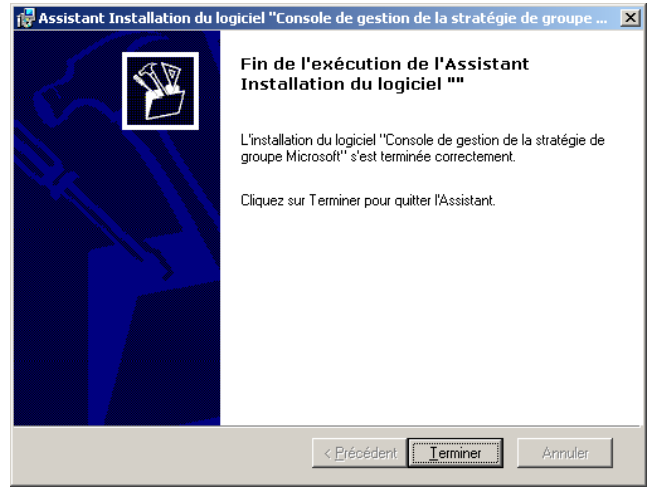 Assistant Installation du logiciel "Console de gestion de la stratégie de groupe ...
Fin de l'exécution de l'Assistant
Installation du logiciel ""
L'installation du logiciel "Console de gestion de la stratégie de
groupe Microsoft" s'est terminée correctement.
Cliquez sur Terminer pour quitter l'Assistant.
< Précédent
Terminer
Annuler